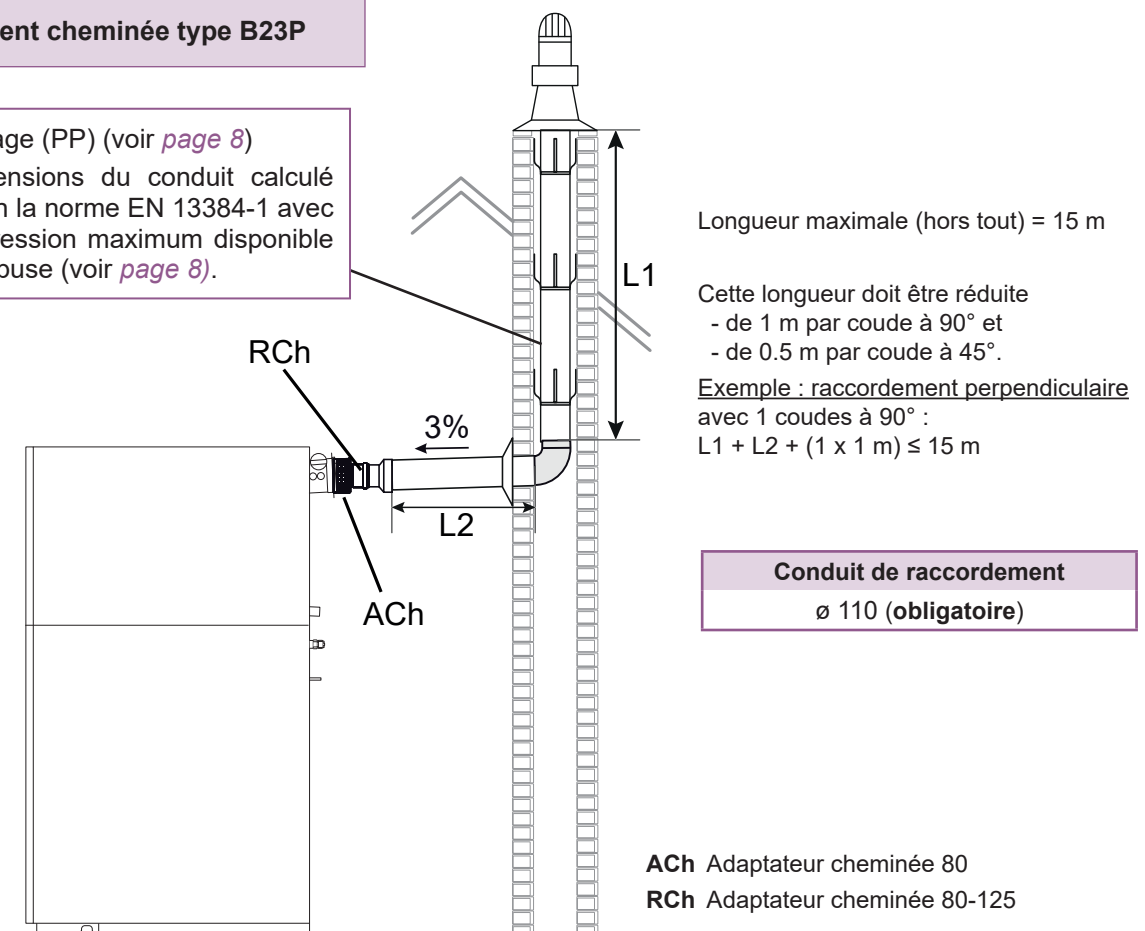 ent cheminée type B23P
age (PP) (voir page 8)
ensions du conduit calculé
n la norme EN 13384-1 avec
ression maximum disponible
buse (voir page 8).
L1
Longueur maximale (hors tout) = 15 m
Cette longueur doit être réduite
- de 1 m par coude à 90° et
- de 0.5 m par coude à 45°.
Exemple : raccordement perpendiculaire
avec 1 coudes à 90° :
L1 + L2 + (1 x 1 m) ≤ 15 m
RCh
3%
80
L2
ACh
Conduit de raccordement
ø 110 (obligatoire)
ACh Adaptateur cheminée 80
RCh Adaptateur cheminée 80-125